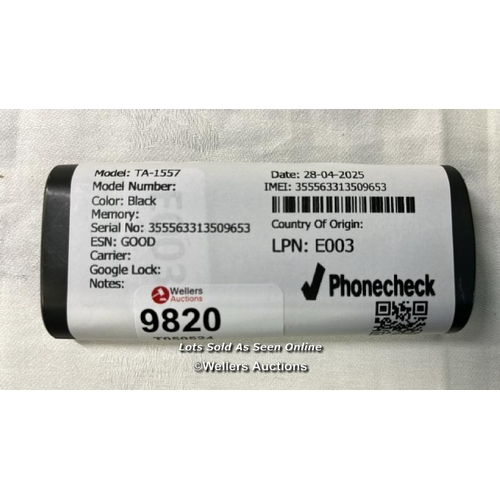 Model: TA-1557
Model Number:
Color: Black
Memory:
Serial No: 355563313509653
ESN: GOOD
Carrier:
Google Lock:
Notes:
Date: 28-04-2025
IMEI: 355563313509653
Country Of Origin:
LPN: E003
Phonecheck
Wellers
Auctions
9820
Lots Sold As Seen Online
©Wellers Auctions